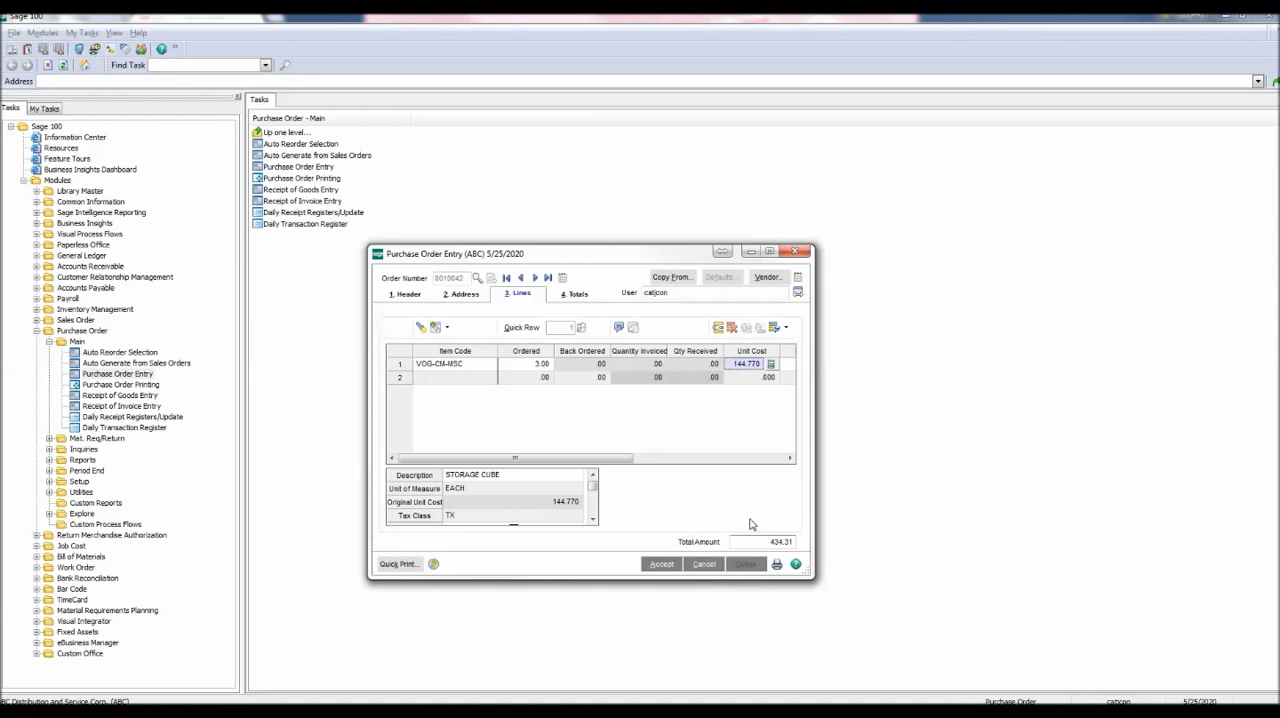 Sage 100
File Modules My Tasks View Help
Find Task
Address
Tasks My Tasks
Tasks
Sage 100
Information Center
Resources
Feature Tours
Business Insights Dashboard
Modules
Library Master
Common Information
Sage Intelligence Reporting
Business Insights
Visual Process Flows
Paperless Office
General Ledger
Accounts Receivable
Customer Relationship Management
Accounts Payable
Payroll
Inventory Management
Sales Order
Purchase Order
Main
Auto Reorder Selection
Auto Generate from Sales Orders
Purchase Order Entry
Purchase Order Printing
Receipt of Goods Entry
Receipt of Invoice Entry
Daily Receipt Registers/Update
Daily Transaction Register
Mat. Req/Return
Inquiries
Reports
Period End
Setup
Utilities
Custom Reports
Explore
Custom Process Flows
Return Merchandise Authorization
Job Cost
Bill of Materials
Work Order
Bank Reconciliation
Bar Code
TimeCard
Material Requirements Planning
Visual Integrator
Fixed Assets
eBusiness Manager
Custom Office
Purchase Order - Main
Up one level...
Auto Reorder Selection
Auto Generate from Sales Orders
Purchase Order Entry
Purchase Order Printing
Receipt of Goods Entry
Receipt of Invoice Entry
Daily Receipt Registers/Update
Daily Transaction Register
Purchase Order Entry (ABC) 5/25/2020
Order Number 8010042 Copy From... Defaults... Vendor...
1. Header 2. Address 3. Lines 4. Totals User caticon
Quick Row 1
Item Code Ordered Back Ordered Quantity Invoiced Qty Received Unit Cost
1 VOG-CM-MSC 3.00 .00 .00 .00 144.770
2 .00 .00 .00 .00 .000
Description STORAGE CUBE
Unit of Measure EACH
Original Unit Cost 144.770
Tax Class TX
Total Amount 434.31
Quick Print... Accept Cancel Delete
BC Distribution and Service Corp. (ABC) Purchase Order caticon 5/25/2020